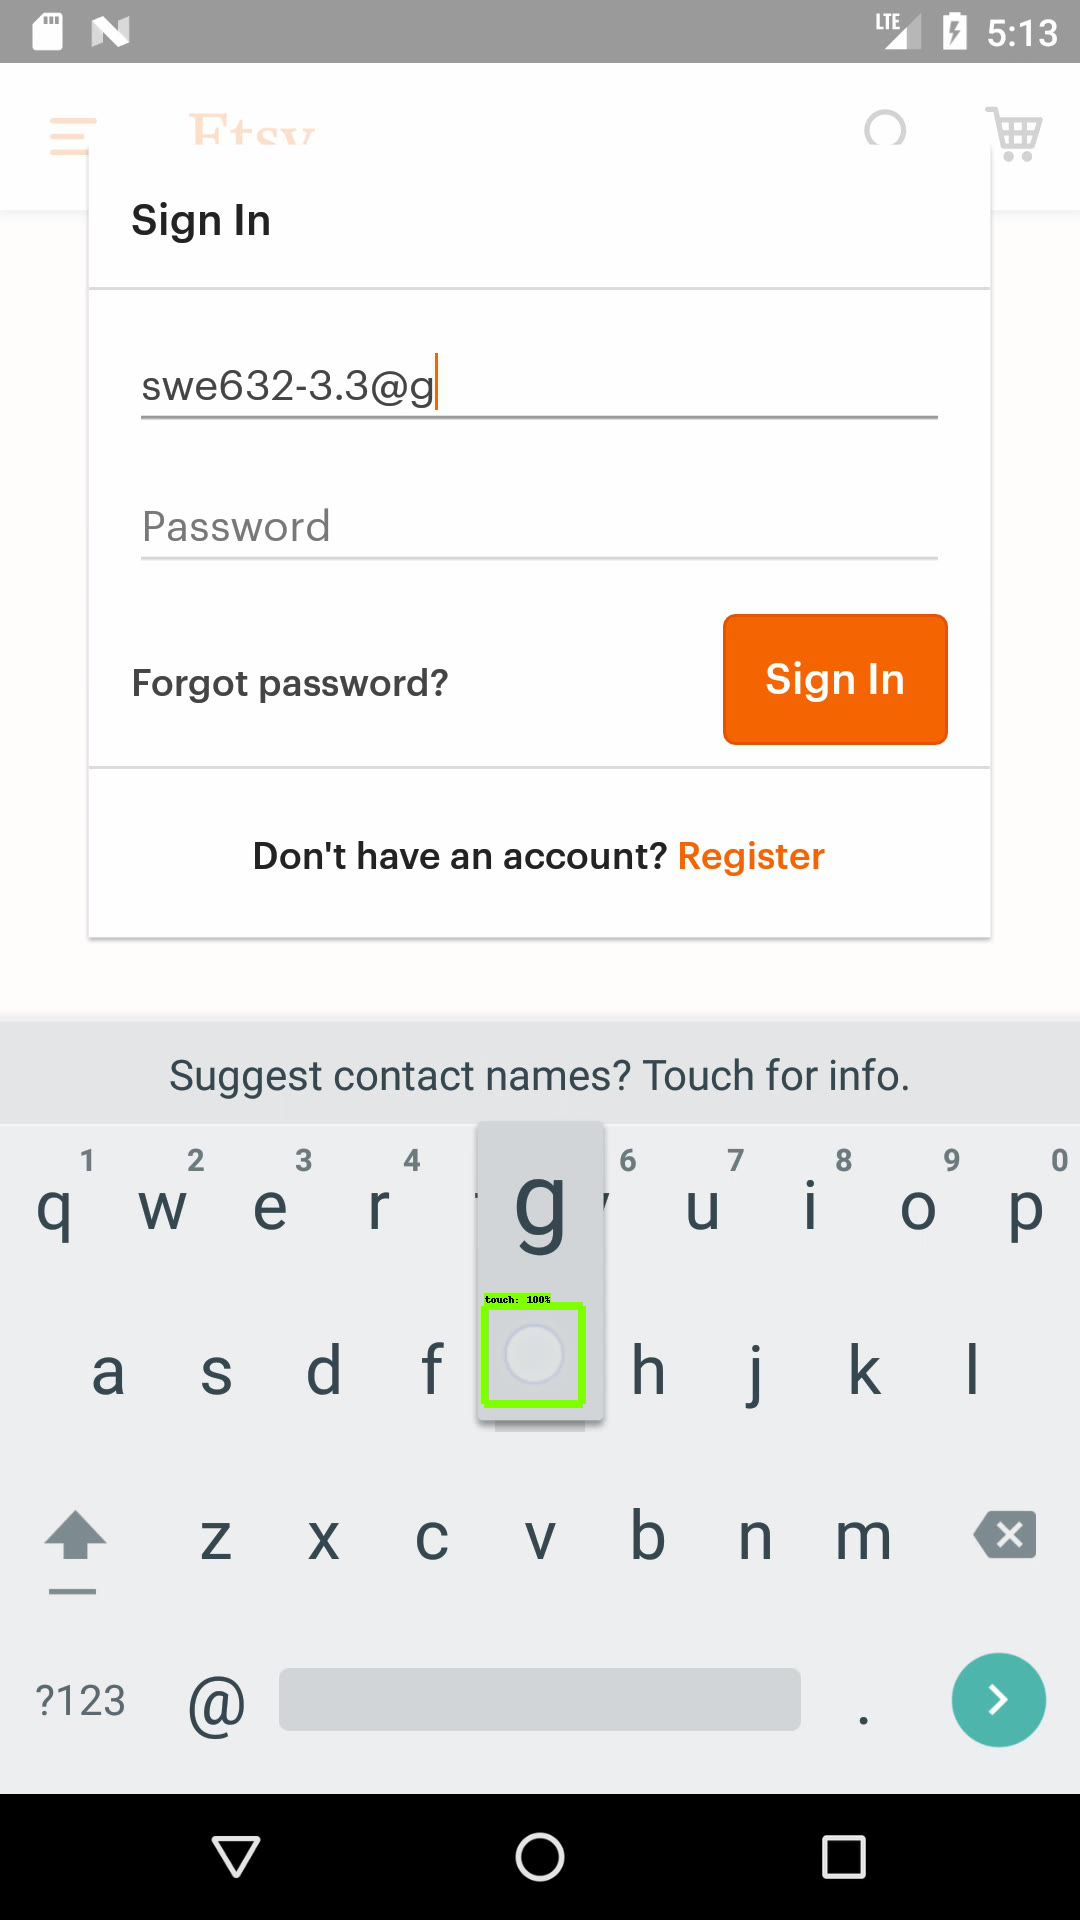 LTE 5:13
Etsy
Sign In
swe632-3.3@g
Password
Forgot password?
Sign In
Don't have an account? Register
Suggest contact names? Touch for info.
1 2 3 4 6 7 8 9 0
q w e r g u i o p
touch: 100%
a s d f h j k l
z x c v b n m
?123 @ .